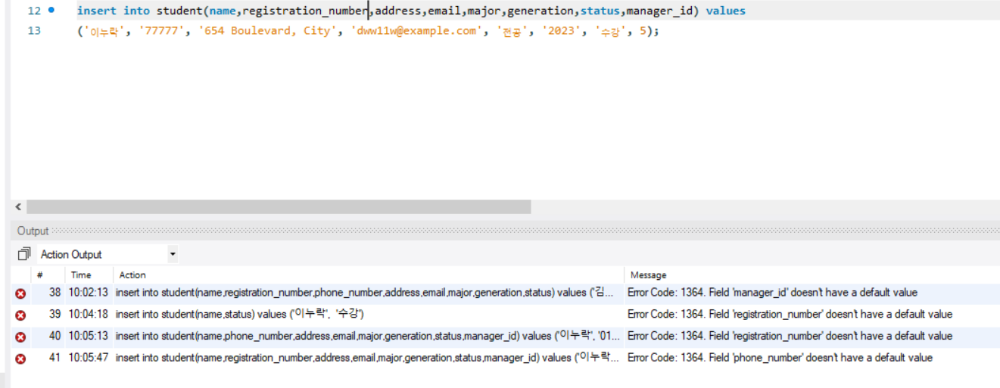 12 insert into student(name,registration_number,address,email,major,generation,status,manager_id) values
13 ('이누락', '77777', '654 Boulevard, City', 'dww11w@example.com', '전공', '2023', '수강', 5);
Output
Action Output
# Time Action Message
38 10:02:13 insert into student(name,registration_number,phone_number,address,email,major,generation,status) values ('김... Error Code: 1364. Field 'manager_id' doesn't have a default value
39 10:04:18 insert into student(name,status) values ('이누락', '수강') Error Code: 1364. Field 'registration_number' doesn't have a default value
40 10:05:13 insert into student(name,phone_number,address,email,major,generation,status,manager_id) values ('이누락', '01... Error Code: 1364. Field 'registration_number' doesn't have a default value
41 10:05:47 insert into student(name,registration_number,address,email,major,generation,status,manager_id) values ('이누락... Error Code: 1364. Field 'phone_number' doesn't have a default value